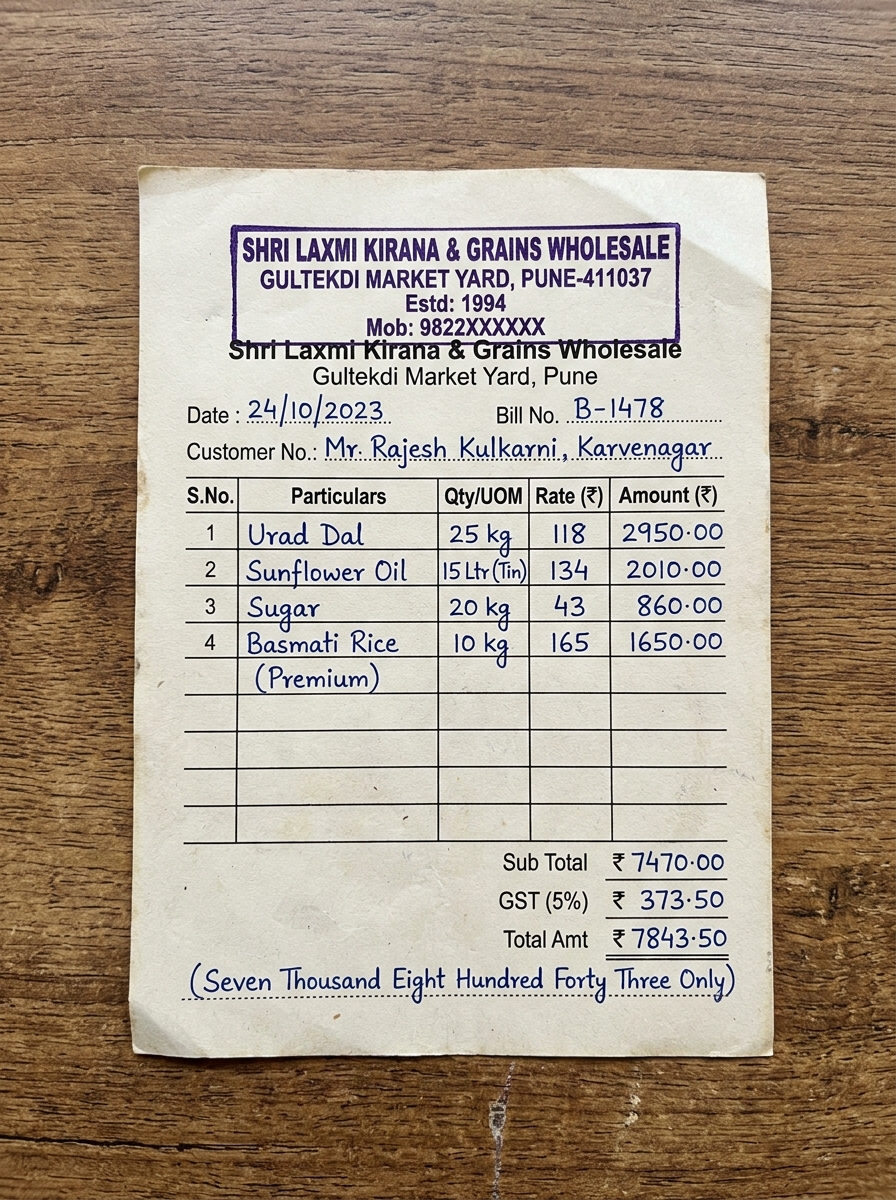 SHRI LAXMI KIRANA & GRAINS WHOLESALE
GULTEKDI MARKET YARD, PUNE-411037
Estd: 1994
Mob: 9822XXXXXX
Shri Laxmi Kirana & Grains Wholesale
Gultekdi Market Yard, Pune
Date : 24/10/2023 Bill No. B-1478
Customer No.: Mr. Rajesh Kulkarni, Karvenagar
S.No. Particulars Qty/UOM Rate (₹) Amount (₹)
1 Urad Dal 25 kg 118 2950.00
2 Sunflower Oil 15 Ltr (Tin) 134 2010.00
3 Sugar 20 kg 43 860.00
4 Basmati Rice 10 kg 165 1650.00
(Premium)
Sub Total ₹ 7470.00
GST (5%) ₹ 373.50
Total Amt ₹ 7843.50
(Seven Thousand Eight Hundred Forty Three Only)